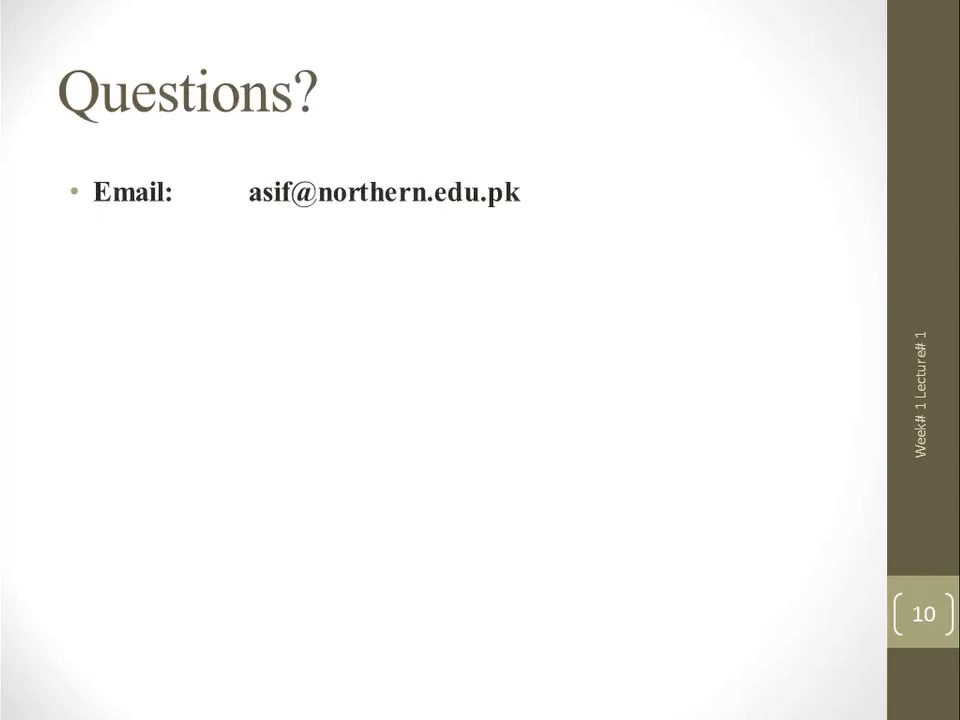 Questions?
• Email: asif@northern.edu.pk
Week# 1 Lecture# 1
10